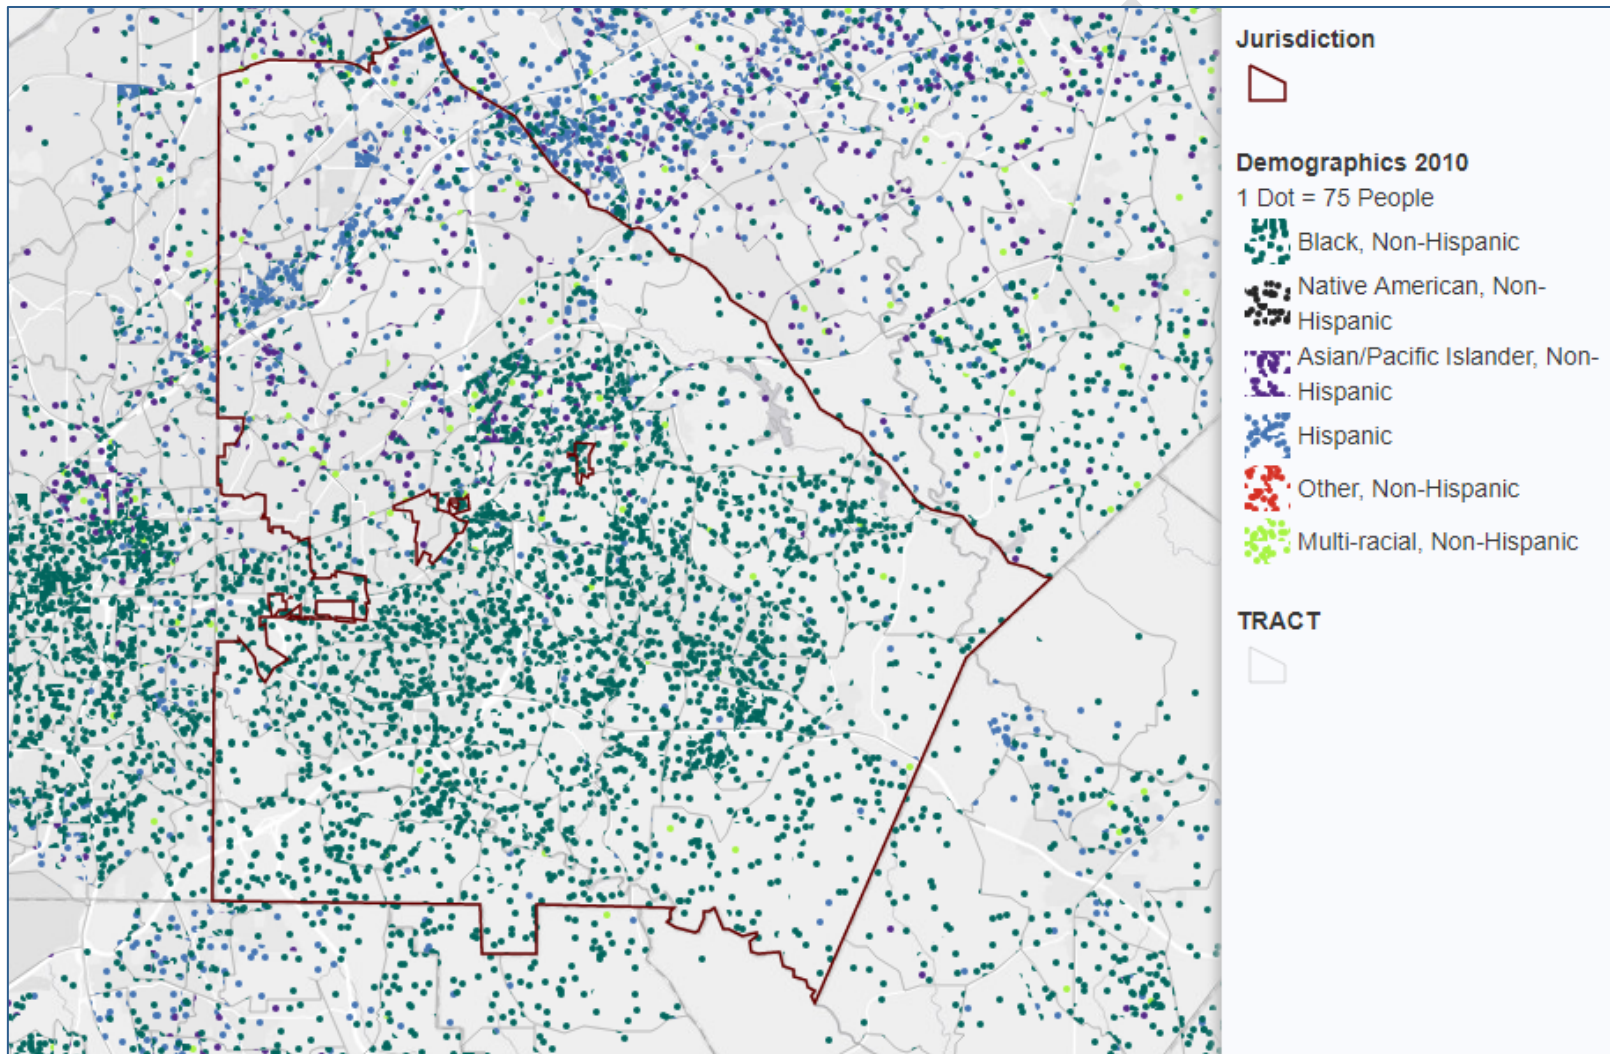 Jurisdiction
Demographics 2010
1 Dot = 75 People
Black, Non-Hispanic
Native American, Non-
Hispanic
Asian/Pacific Islander, Non-
Hispanic
Hispanic
Other, Non-Hispanic
Multi-racial, Non-Hispanic
TRACT